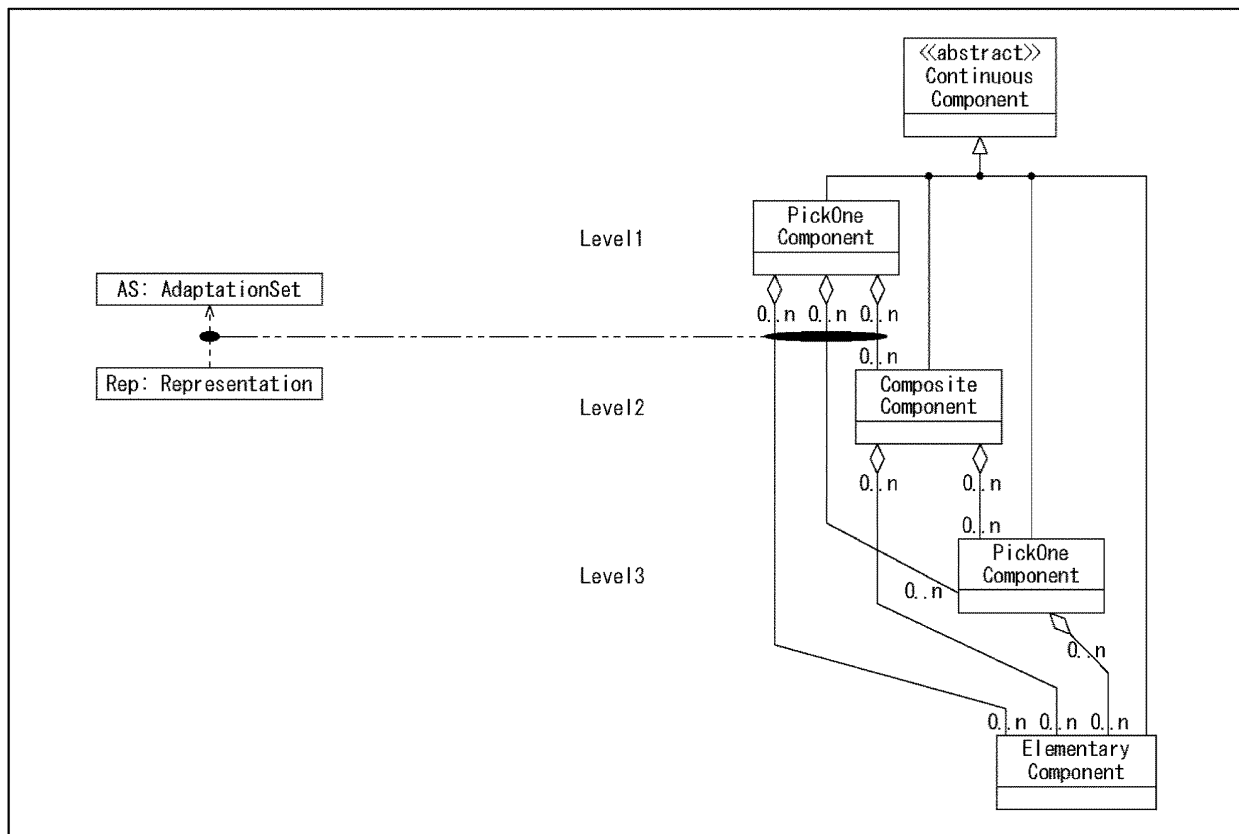 <<abstract>>
Continuous
Component
PickOne
Component
Level1
AS: AdaptationSet
0..n 0..n 0..n
0..n
Rep: Representation
Composite
Component
Level2
0..n 0..n
0..n
PickOne
Component
Level3
0..n
0..n
0..n 0..n 0..n
Elementary
Component